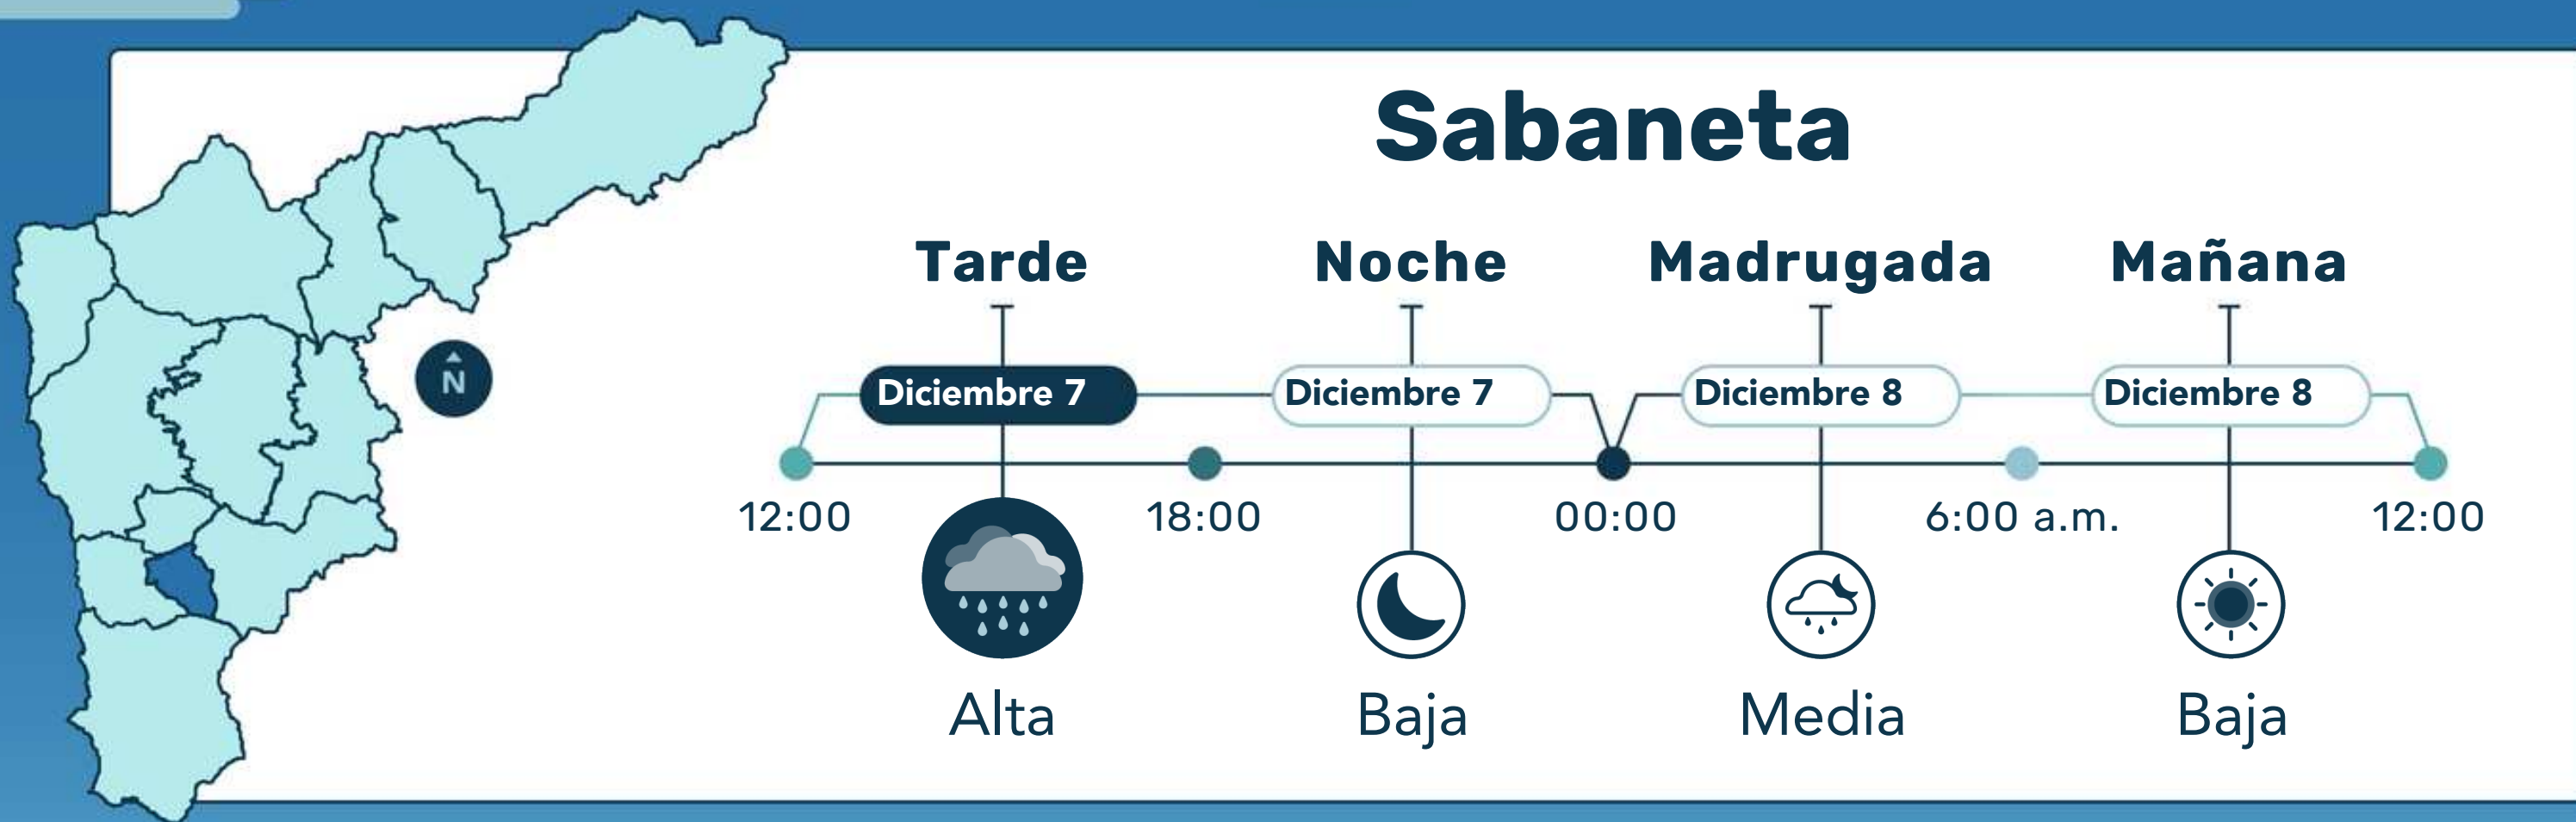 Sabaneta
Tarde Noche Madrugada Mañana
Diciembre 7 Diciembre 7 Diciembre 8 Diciembre 8
N
12:00 18:00 00:00 6:00 a.m. 12:00
Alta Baja Media Baja